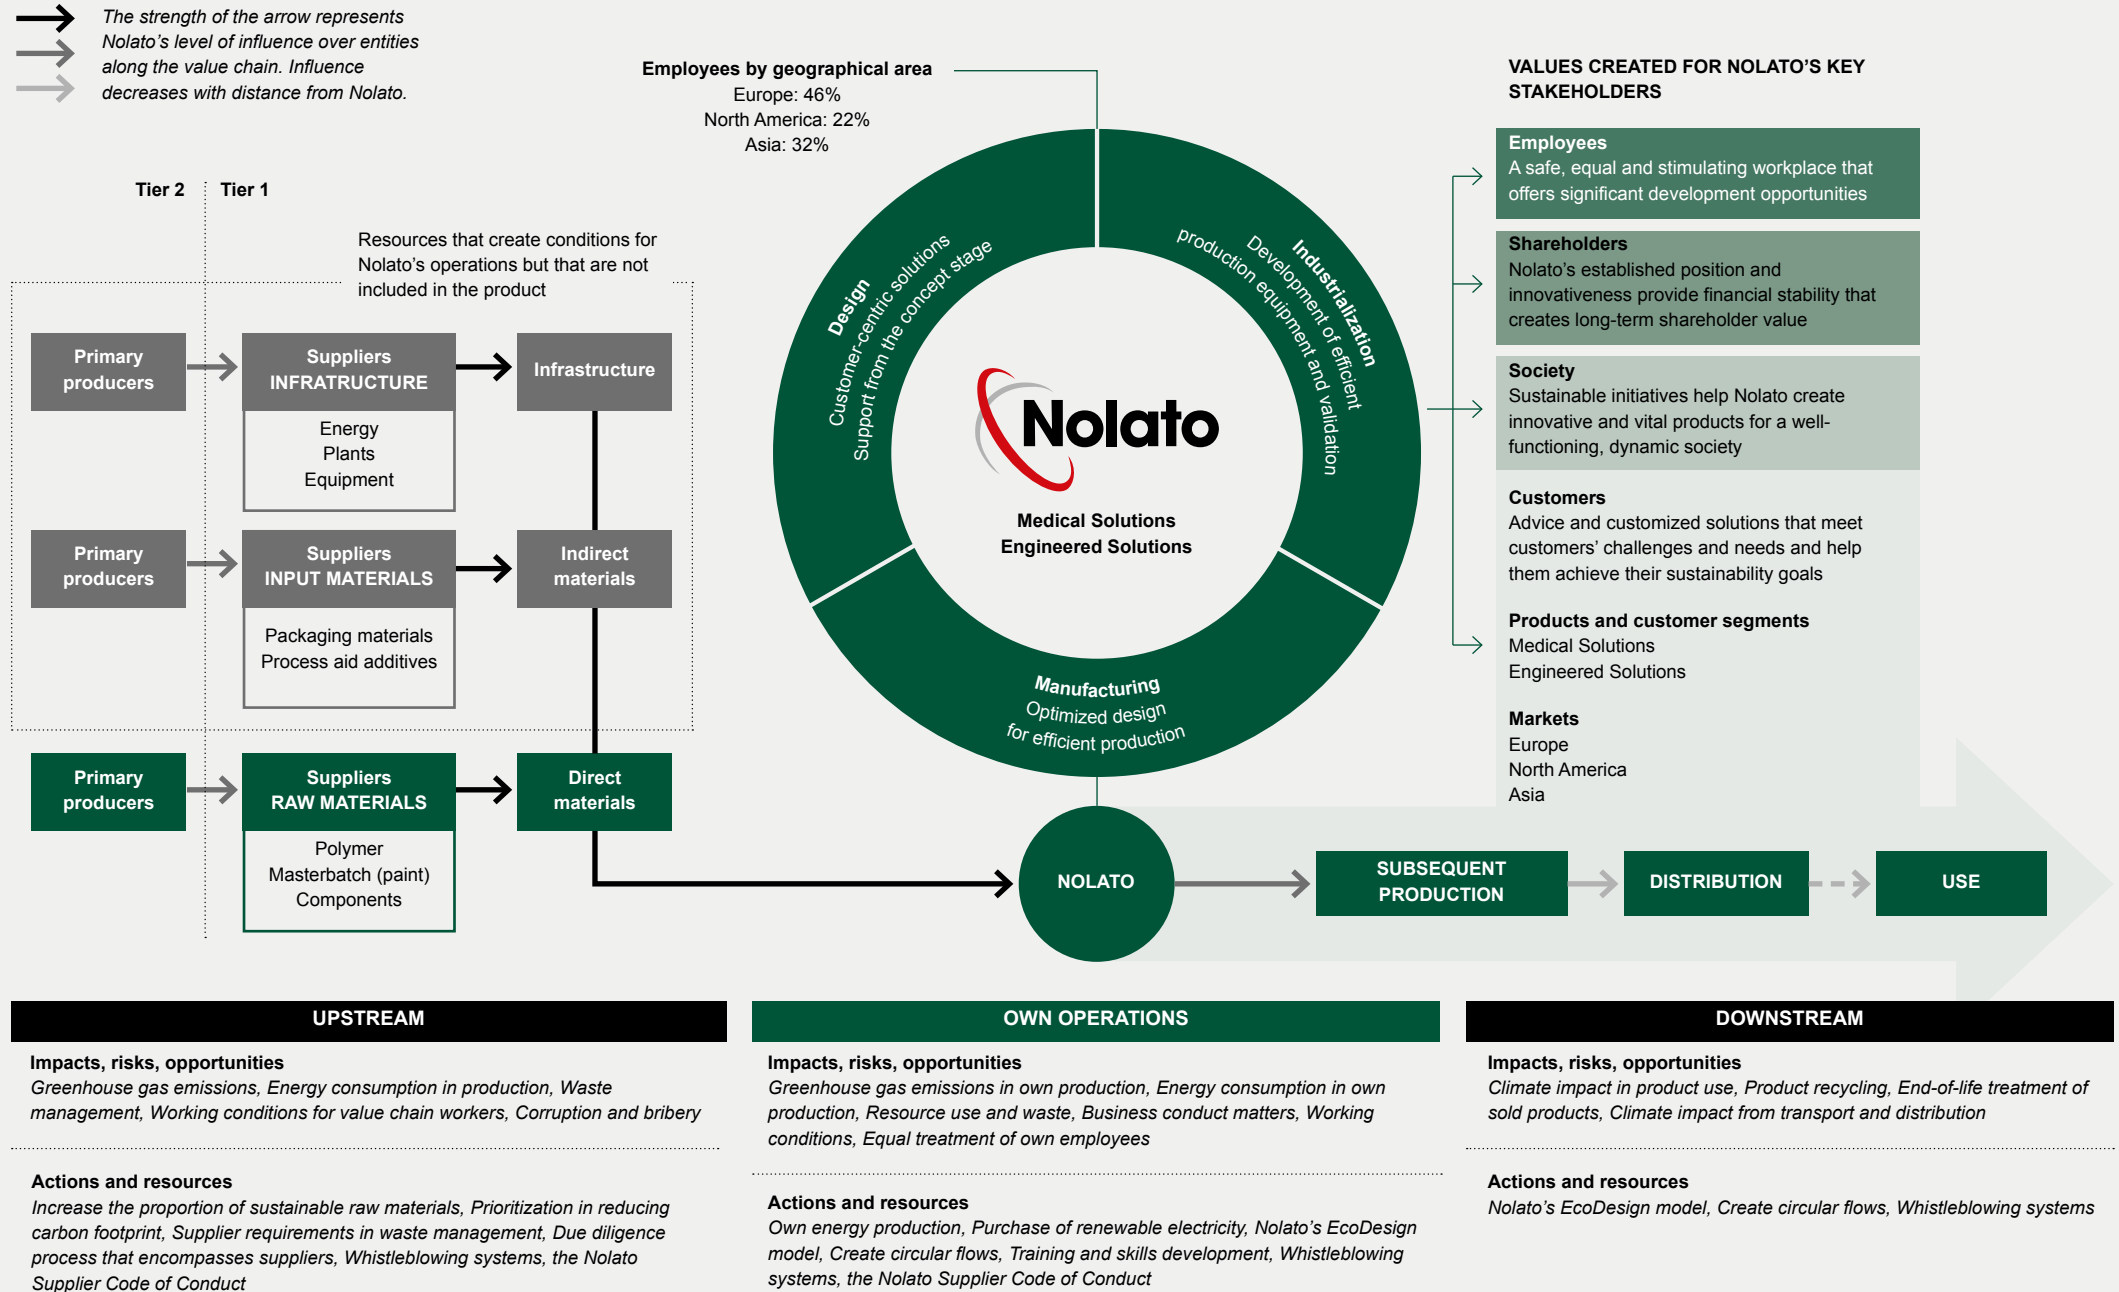 The strength of the arrow represents
Nolato’s level of influence over entities
along the value chain. Influence
decreases with distance from Nolato.
Employees by geographical area
Europe: 46%
North America: 22%
Asia: 32%
Tier 2
Tier 1
Resources that create conditions for
Nolato’s operations but that are not
included in the product
Primary
producers
Suppliers
INFRATRUCTURE
Energy
Plants
Equipment
Infrastructure
Primary
producers
Suppliers
INPUT MATERIALS
Packaging materials
Process aid additives
Indirect
materials
Primary
producers
Suppliers
RAW MATERIALS
Polymer
Masterbatch (paint)
Components
Direct
materials
Design
Customer-centric solutions
Support from the concept stage
Industrialization
Development of efficient
production equipment and validation
Nolato
Medical Solutions
Engineered Solutions
Manufacturing
Optimized design
for efficient production
VALUES CREATED FOR NOLATO’S KEY
STAKEHOLDERS
Employees
A safe, equal and stimulating workplace that
offers significant development opportunities
Shareholders
Nolato’s established position and
innovativeness provide financial stability that
creates long-term shareholder value
Society
Sustainable initiatives help Nolato create
innovative and vital products for a well-
functioning, dynamic society
Customers
Advice and customized solutions that meet
customers’ challenges and needs and help
them achieve their sustainability goals
Products and customer segments
Medical Solutions
Engineered Solutions
Markets
Europe
North America
Asia
NOLATO
SUBSEQUENT
PRODUCTION
DISTRIBUTION
USE
UPSTREAM
Impacts, risks, opportunities
Greenhouse gas emissions, Energy consumption in production, Waste
management, Working conditions for value chain workers, Corruption and bribery
Actions and resources
Increase the proportion of sustainable raw materials, Prioritization in reducing
carbon footprint, Supplier requirements in waste management, Due diligence
process that encompasses suppliers, Whistleblowing systems, the Nolato
Supplier Code of Conduct
OWN OPERATIONS
Impacts, risks, opportunities
Greenhouse gas emissions in own production, Energy consumption in own
production, Resource use and waste, Business conduct matters, Working
conditions, Equal treatment of own employees
Actions and resources
Own energy production, Purchase of renewable electricity, Nolato’s EcoDesign
model, Create circular flows, Training and skills development, Whistleblowing
systems, the Nolato Supplier Code of Conduct
DOWNSTREAM
Impacts, risks, opportunities
Climate impact in product use, Product recycling, End-of-life treatment of
sold products, Climate impact from transport and distribution
Actions and resources
Nolato’s EcoDesign model, Create circular flows, Whistleblowing systems